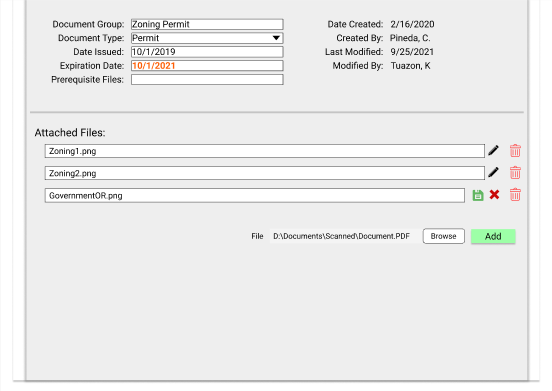 Document Group: Zoning Permit
Document Type: Permit
Date Issued: 10/1/2019
Expiration Date: 10/1/2021
Prerequisite Files:
Date Created: 2/16/2020
Created By: Pineda, C.
Last Modified: 9/25/2021
Modified By: Tuazon, K
Attached Files:
Zoning1.png
Zoning2.png
GovernmentOR.png
File D:\Documents\Scanned\Document.PDF Browse Add